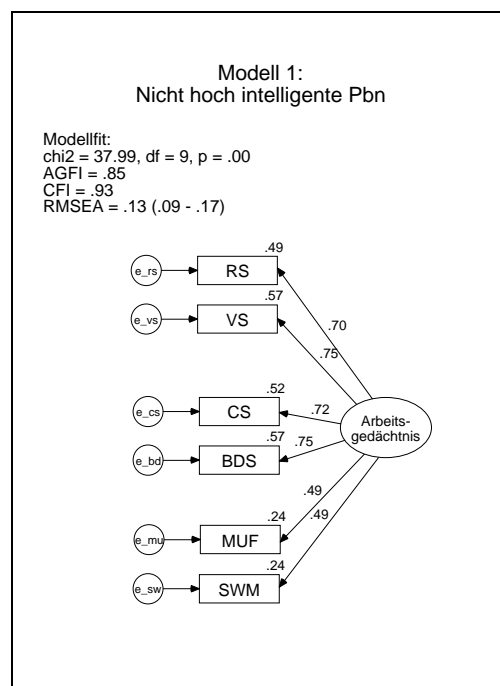 Modell 1:
Nicht hoch intelligente Pbn
Modellfit:
chi2 = 37.99, df = 9, p = .00
AGFI = .85
CFI = .93
RMSEA = .13 (.09 - .17)
.49
e_rs
RS
.57
e_vs
VS
.70
.75
.52
e_cs
CS
.72
Arbeits-
gedächtnis
.57
e_bd
BDS
.75
.49
.49
.24
e_mu
MUF
.24
e_sw
SWM